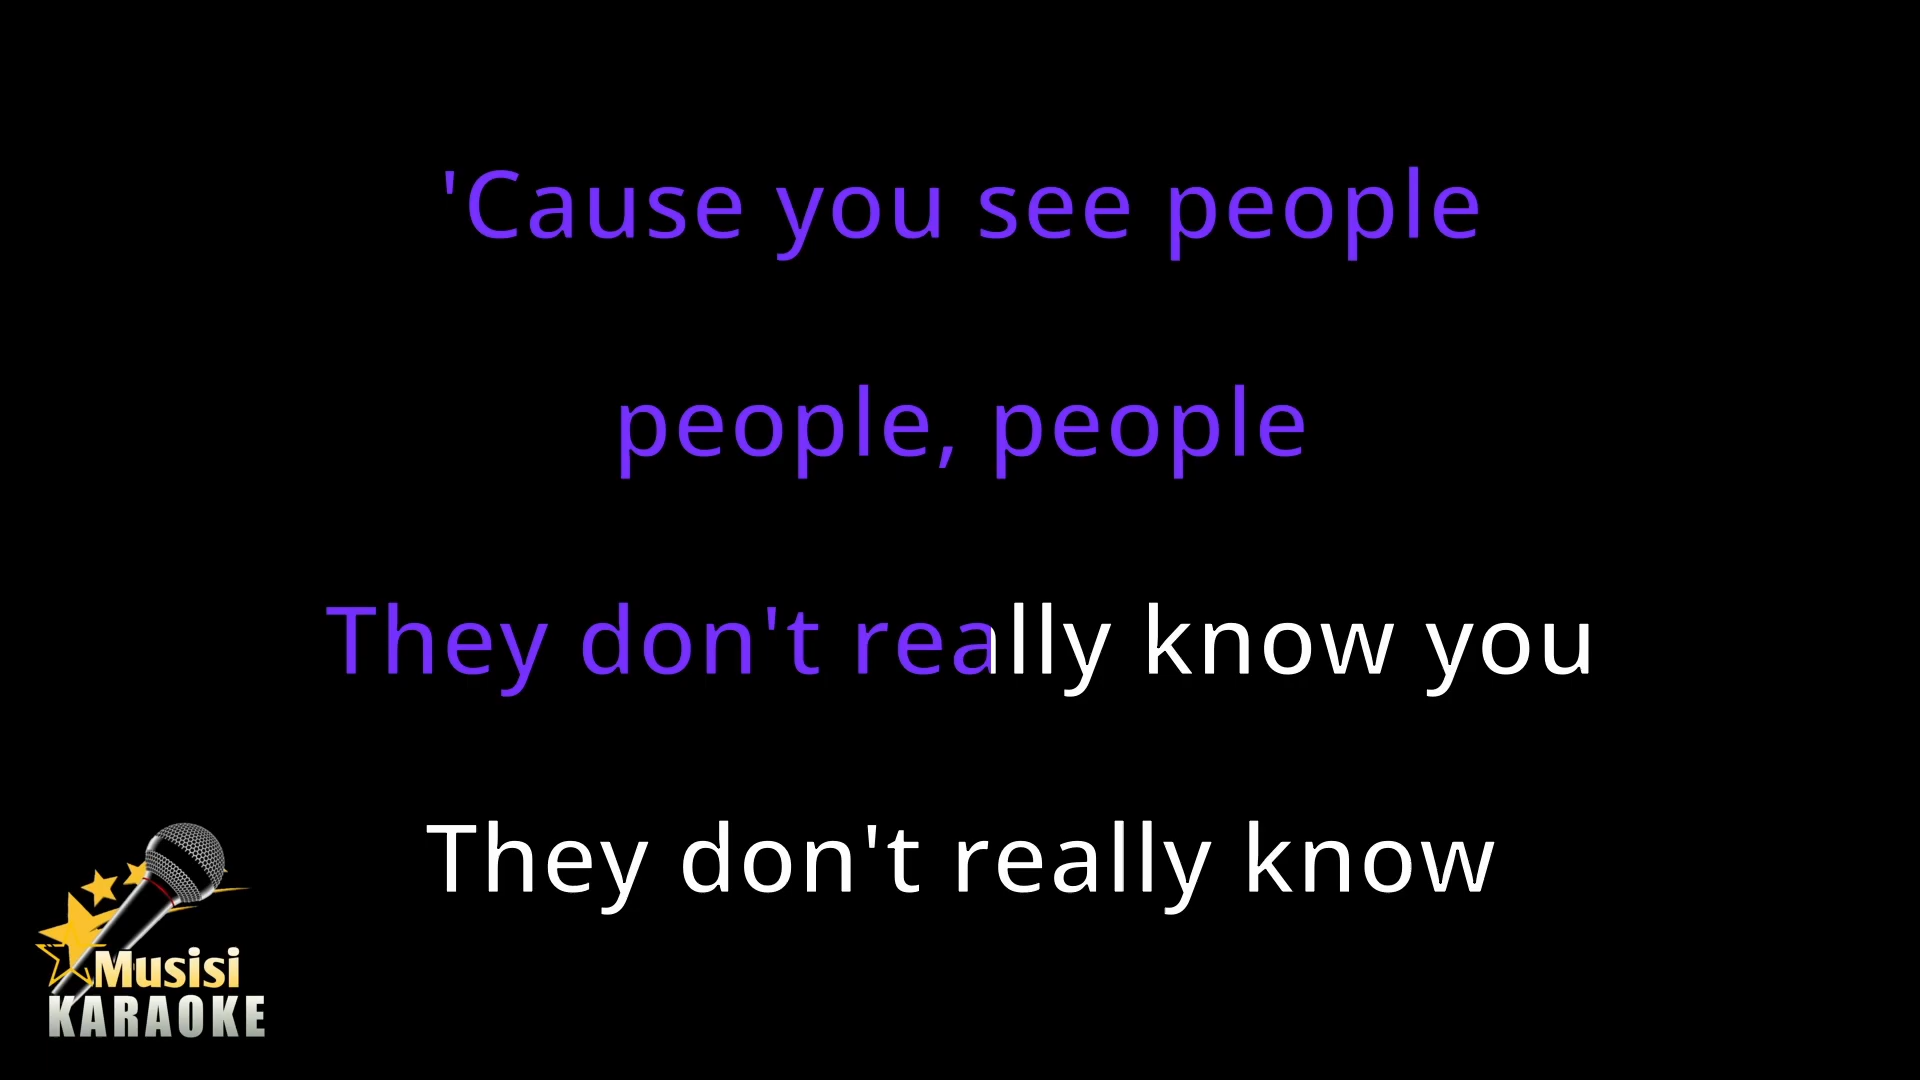 'Cause you see people
people, people
They don't really know you
They don't really know
Musisi
KARAOKE